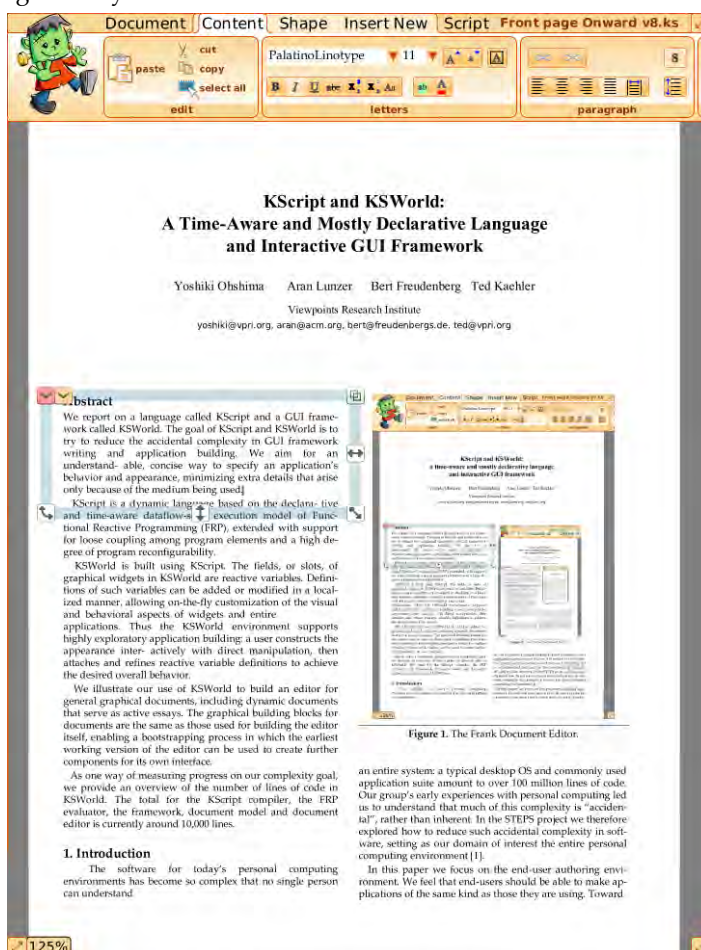 Document Content Shape Insert New Script Front page Onward v8.ks
cut
paste
copy
select all
edit
PalatinoLinotype 11
B I U abc X X Aa ab A
letters
8
paragraph
KScript and KSWorld:
A Time-Aware and Mostly Declarative Language
and Interactive GUI Framework
Yoshiki Ohshima Aran Lunzer Bert Freudenberg Ted Kaehler
Viewpoints Research Institute
yoshiki@vpri.org, aran@acm.org, bert@freudenbergs.de, ted@vpri.org
bstract
We report on a language called KScript and a GUI frame-
work called KSWorld. The goal of KScript and KSWorld is to
try to reduce the accidental complexity in GUI framework
writing and application building. We aim for an
understand- able, concise way to specify an application's
behavior and appearance, minimizing extra details that arise
only because of the medium being used.
KScript is a dynamic language based on the declara- tive
and time-aware dataflow-s execution model of Func-
tional Reactive Programming (FRP), extended with support
for loose coupling among program elements and a high de-
gree of program reconfigurability.
KSWorld is built using KScript. The fields, or slots, of
graphical widgets in KSWorld are reactive variables. Defini-
tions of such variables can be added or modified in a local-
ized manner, allowing on-the-fly customization of the visual
and behavioral aspects of widgets and entire
applications. Thus the KSWorld environment supports
highly exploratory application building: a user constructs the
appearance inter- actively with direct manipulation, then
attaches and refines reactive variable definitions to achieve
the desired overall behavior.
We illustrate our use of KSWorld to build an editor for
general graphical documents, including dynamic documents
that serve as active essays. The graphical building blocks for
documents are the same as those used for building the editor
itself, enabling a bootstrapping process in which the earliest
working version of the editor can be used to create further
components for its own interface.
As one way of measuring progress on our complexity goal,
we provide an overview of the number of lines of code in
KSWorld. The total for the KScript compiler, the FRP
evaluator, the framework, document model and document
editor is currently around 10,000 lines.
1. Introduction
The software for today's personal computing
environments has become so complex that no single person
can understand
KScript and KSWorld:
a time-aware and mostly declarative language
and interactive GUI framework
Figure 1. The Frank Document Editor.
an entire system: a typical desktop OS and commonly used
application suite amount to over 100 million lines of code.
Our group's early experiences with personal computing led
us to understand that much of this complexity is "acciden-
tal", rather than inherent. In the STEPS project we therefore
explored how to reduce such accidental complexity in soft-
ware, setting as our domain of interest the entire personal
computing environment [1].
In this paper we focus on the end-user authoring envi-
ronment. We feel that end-users should be able to make ap-
plications of the same kind as those they are using. Toward
125%